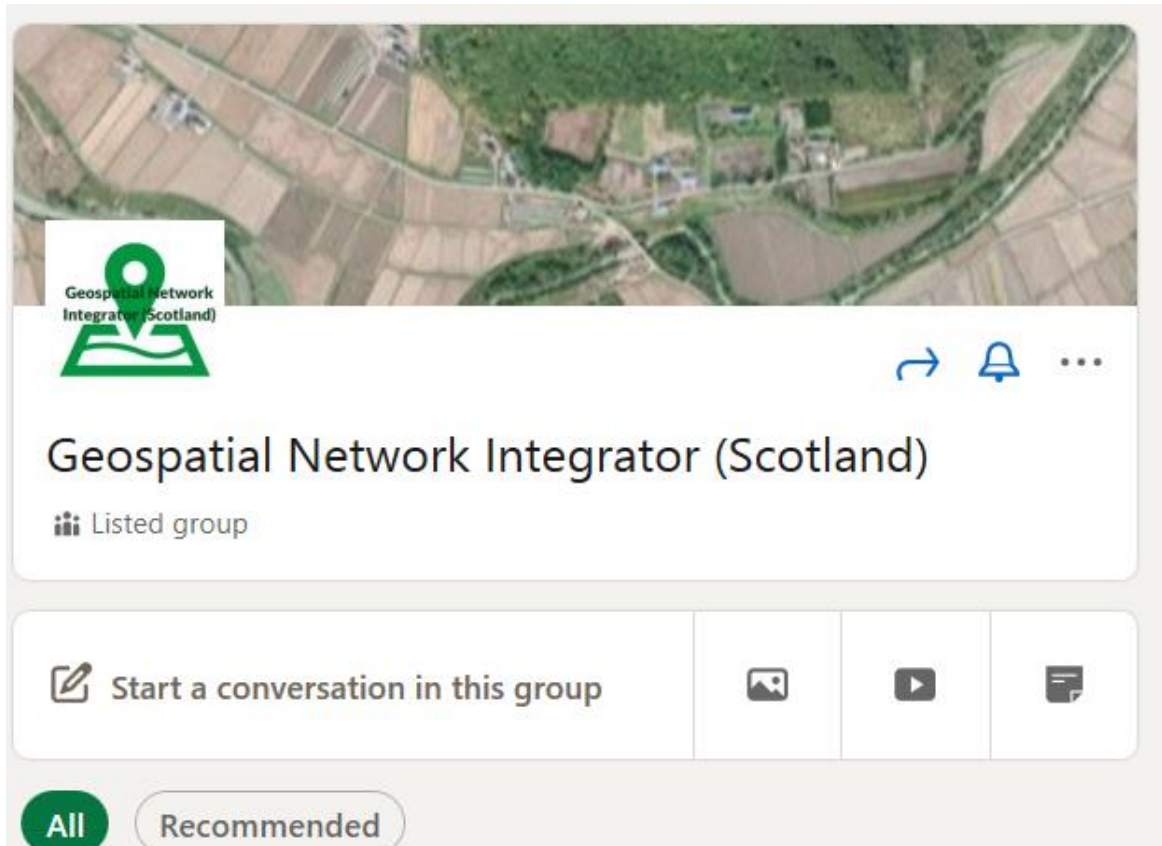 Geospatial Network
Integrator (Scotland)
Geospatial Network Integrator (Scotland)
Listed group
Start a conversation in this group
All
Recommended